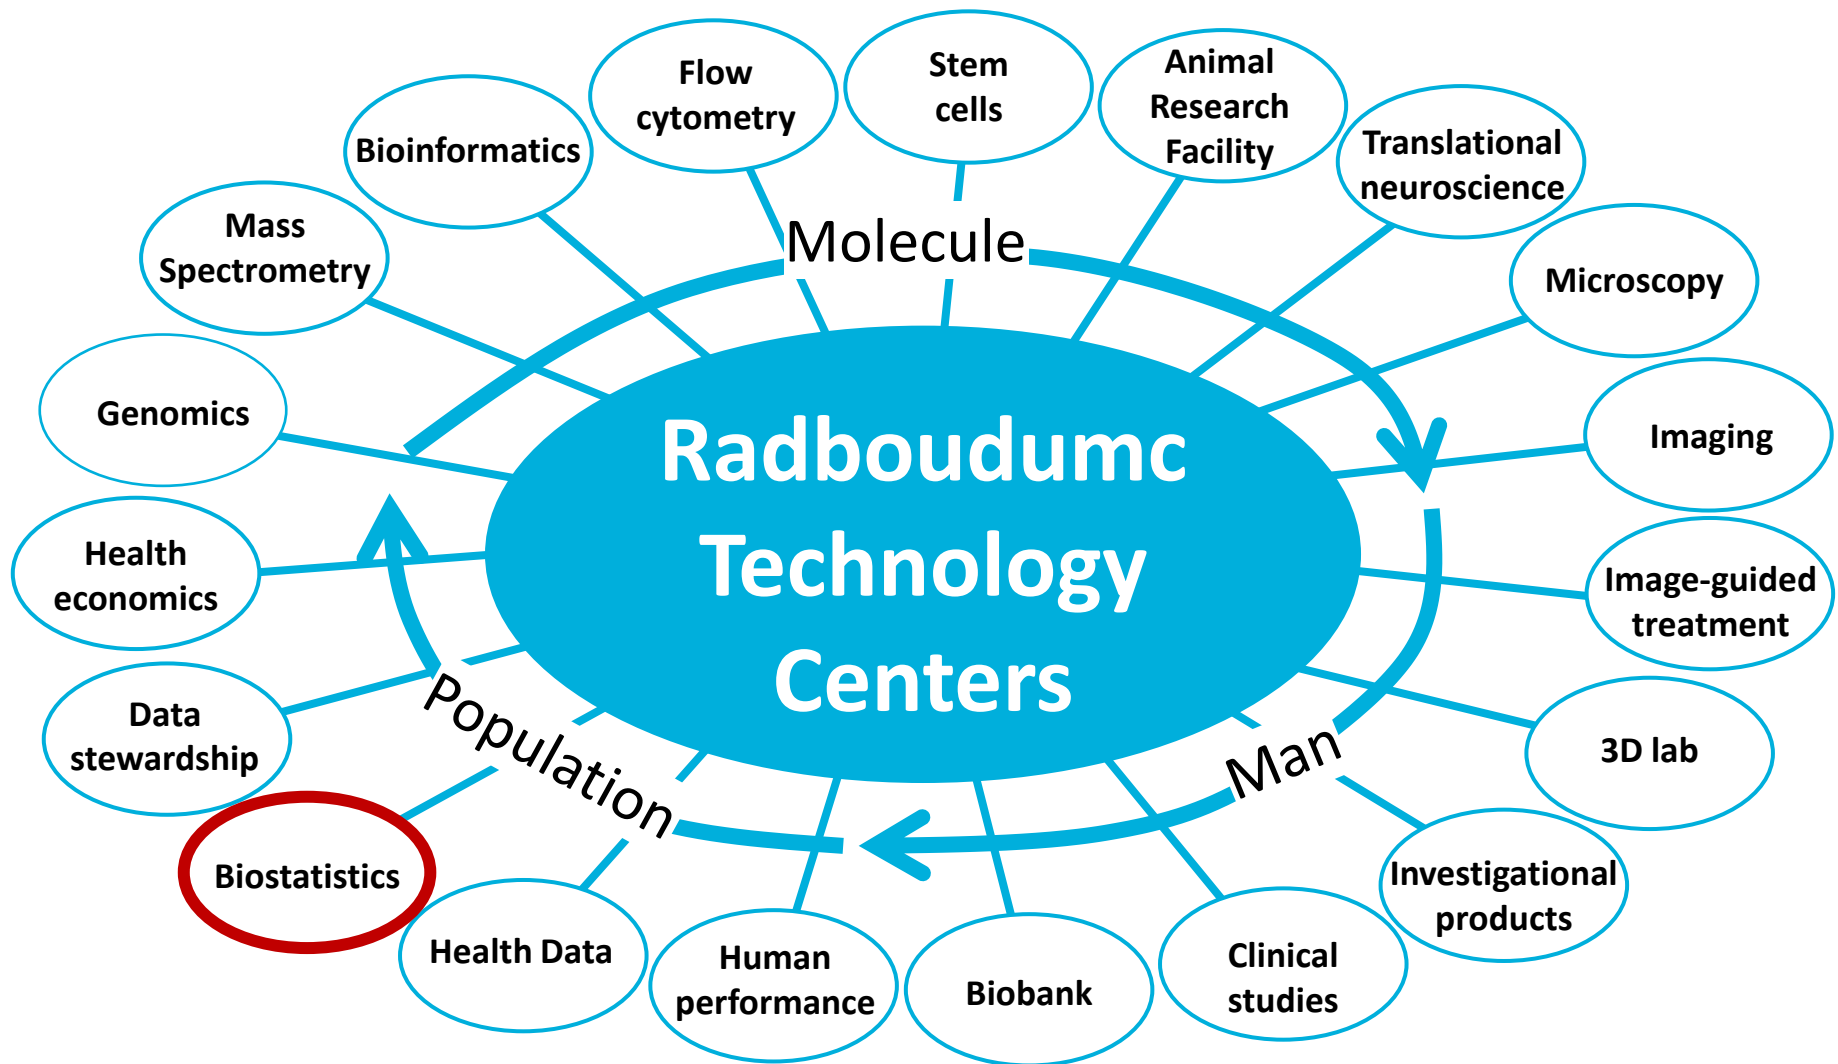 Flow
cytometry
Stem
cells
Animal
Research
Facility
Translational
neuroscience
Bioinformatics
Mass
Spectrometry
Molecule
Microscopy
Genomics
Imaging
Radboudumc
Technology
Centers
Health
economics
Image-guided
treatment
Data
stewardship
Population
Man
3D lab
Biostatistics
Investigational
products
Health Data
Human
performance
Biobank
Clinical
studies